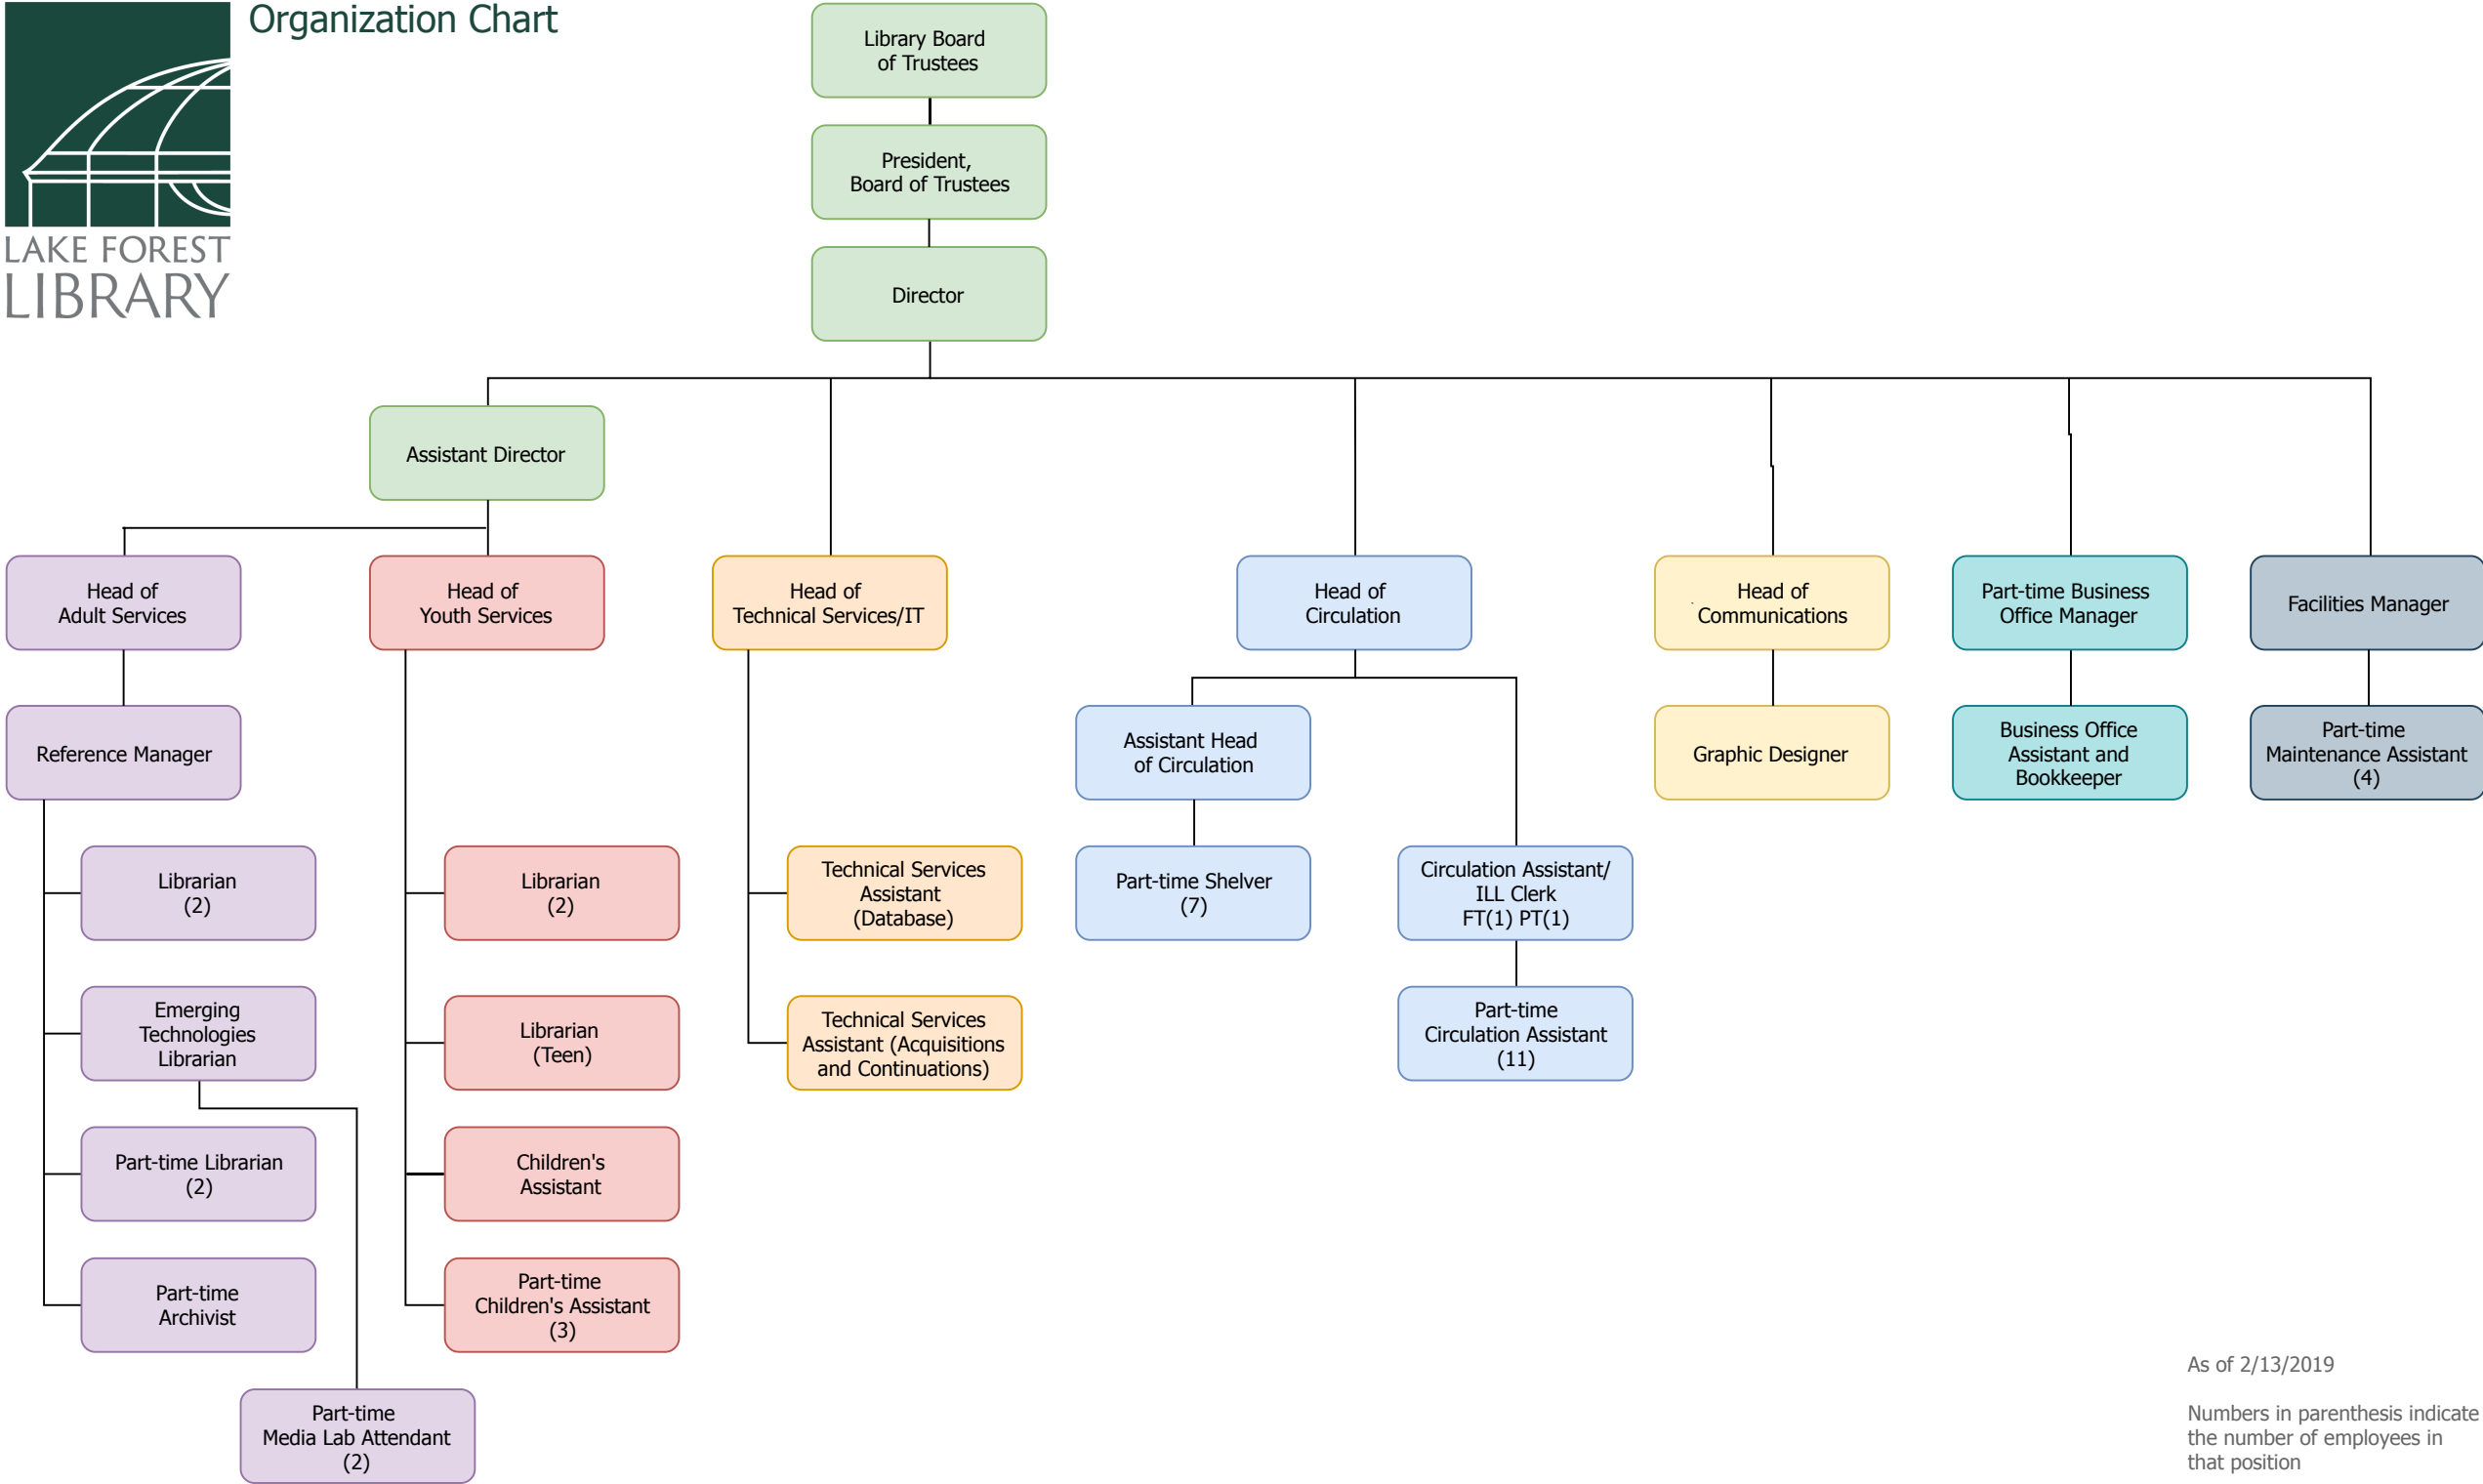 Organization Chart
LAKE FOREST
LIBRARY
Library Board
of Trustees
President,
Board of Trustees
Director
Assistant Director
Head of
Adult Services
Head of
Youth Services
Head of
Technical Services/IT
Head of
Circulation
Head of
Communications
Part-time Business
Office Manager
Facilities Manager
Reference Manager
Assistant Head
of Circulation
Graphic Designer
Business Office
Assistant and
Bookkeeper
Part-time
Maintenance Assistant
(4)
Librarian
(2)
Librarian
(2)
Technical Services
Assistant
(Database)
Part-time Shelver
(7)
Circulation Assistant/
ILL Clerk
FT(1) PT(1)
Emerging
Technologies
Librarian
Librarian
(Teen)
Technical Services
Assistant (Acquisitions
and Continuations)
Part-time
Circulation Assistant
(11)
Part-time Librarian
(2)
Children's
Assistant
Part-time
Archivist
Part-time
Children's Assistant
(3)
Part-time
Media Lab Attendant
(2)
As of 2/13/2019
Numbers in parenthesis indicate
the number of employees in
that position